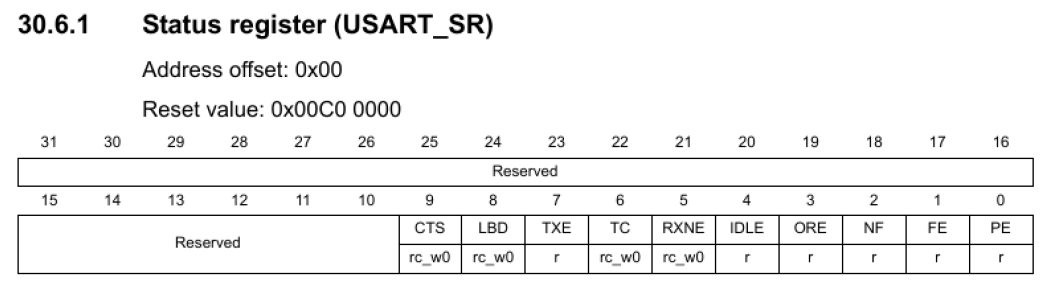 30.6.1 Status register (USART_SR)
Address offset: 0x00
Reset value: 0x00C0 0000
31 30 29 28 27 26 25 24 23 22 21 20 19 18 17 16
Reserved
15 14 13 12 11 10 9 8 7 6 5 4 3 2 1 0
Reserved CTS LBD TXE TC RXNE IDLE ORE NF FE PE
rc_w0 rc_w0 r rc_w0 rc_w0 r r r r r